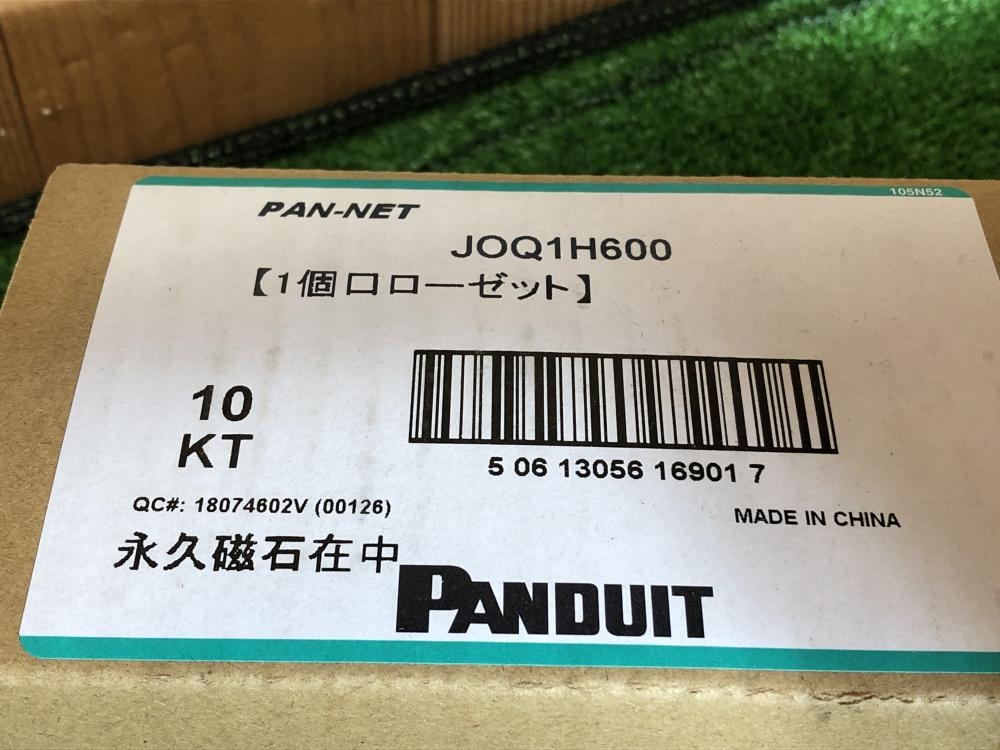 105N52
PAN-NET
JOQ1H600
【1個口ローゼット】
10
KT
5 06 13056 16901 7
QC#: 18074602V (00126)
MADE IN CHINA
永久磁石在中
PANDUIT